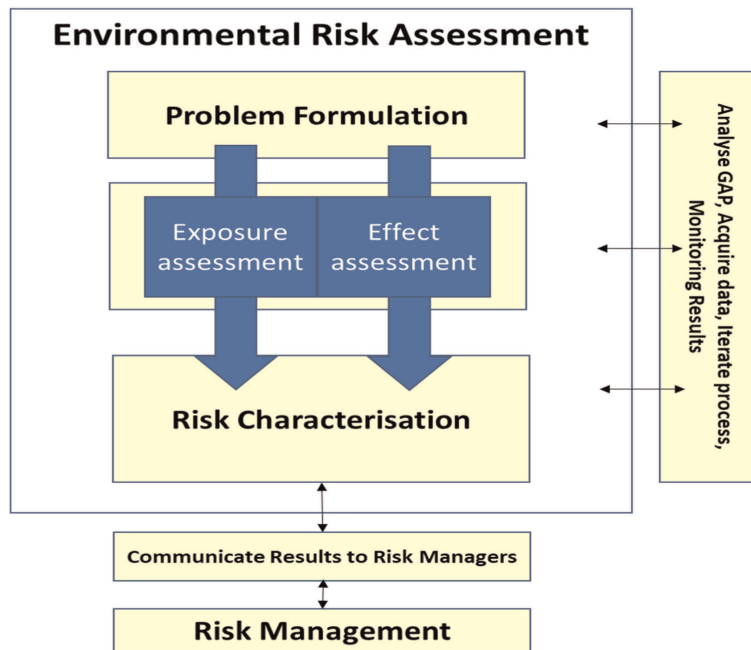 Environmental Risk Assessment
Problem Formulation
Exposure
assessment
Effect
assessment
Risk Characterisation
Analyse GAP, Acquire data, Iterate process,
Monitoring Results
Communicate Results to Risk Managers
Risk Management